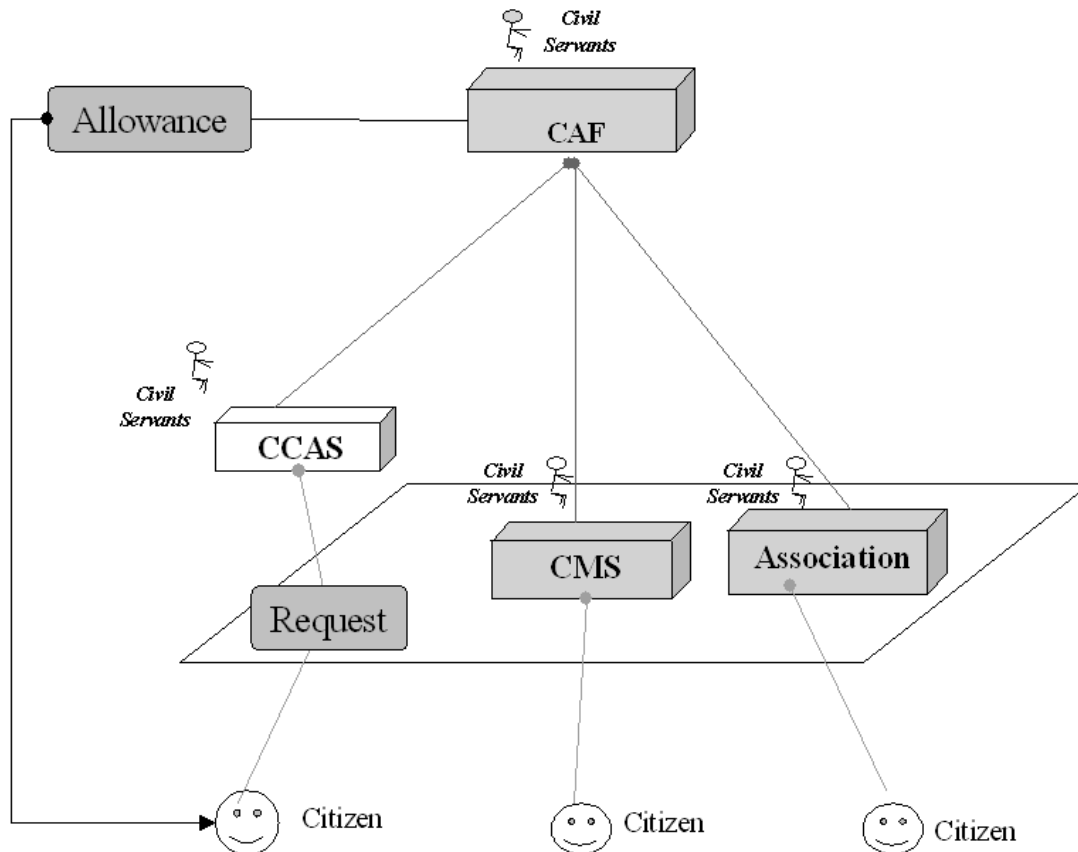 Civil
Servants
Allowance
CAF
Civil
Servants
CCAS
Civil
Servants
Civil
Servants
CMS
Association
Request
Citizen
Citizen
Citizen